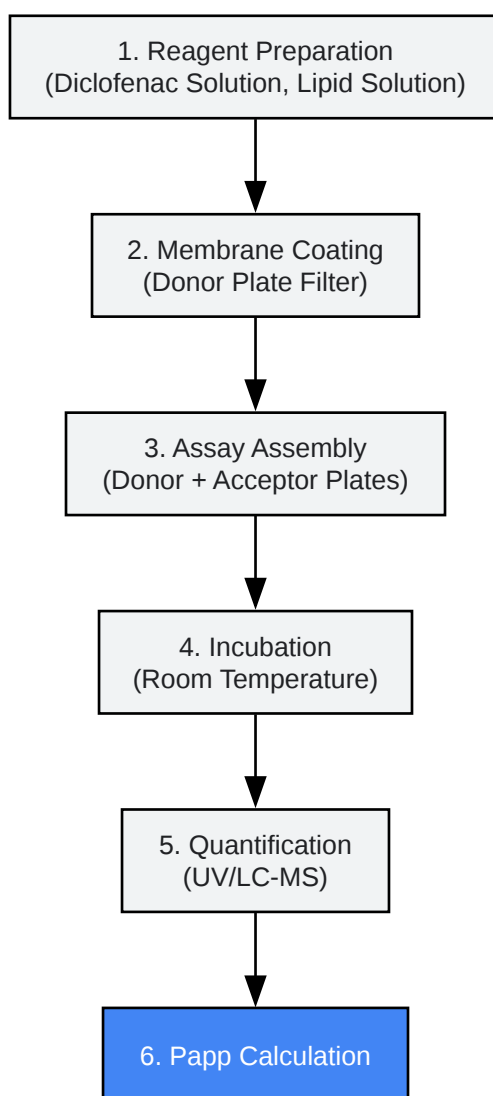 1. Reagent Preparation
(Diclofenac Solution, Lipid Solution)
2. Membrane Coating
(Donor Plate Filter)
3. Assay Assembly
(Donor + Acceptor Plates)
4. Incubation
(Room Temperature)
5. Quantification
(UV/LC-MS)
6. Papp Calculation